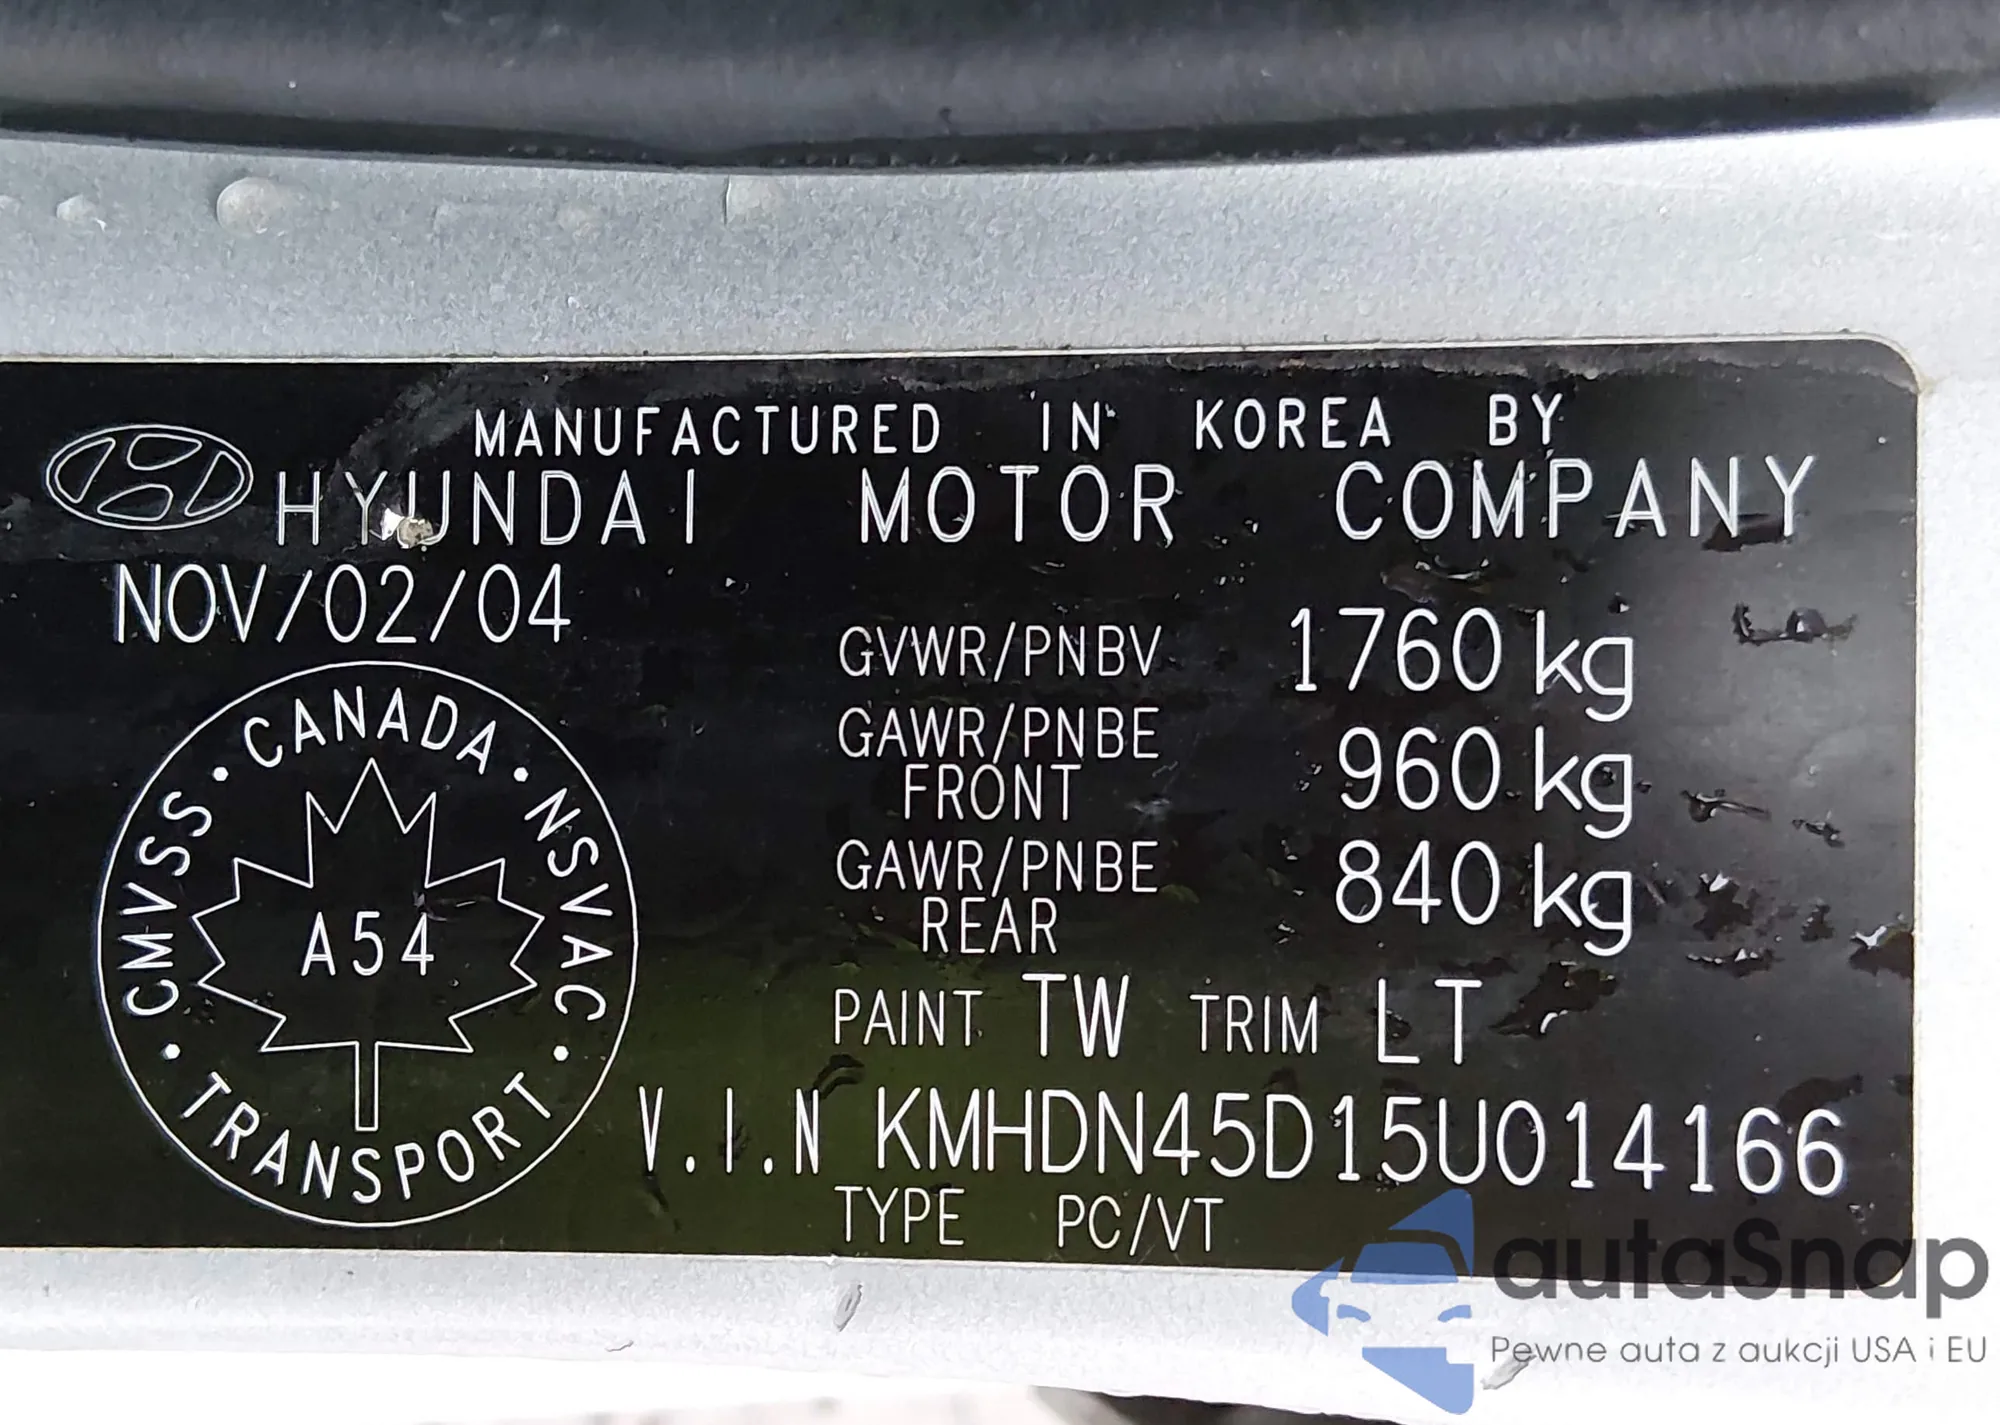 MANUFACTURED IN KOREA BY
HYUNDAI MOTOR COMPANY
NOV/02/04
GVWR/PNBV 1760 kg
GAWR/PNBE FRONT 960 kg
GAWR/PNBE REAR 840 kg
PAINT TW TRIM LT
V.I.N KMHDN45D15U014166
TYPE PC/VT
CANADA · NSVAC · TRANSPORT · CMVSS ·
A54
autaSnap
Pewne auta z aukcji USA i EU